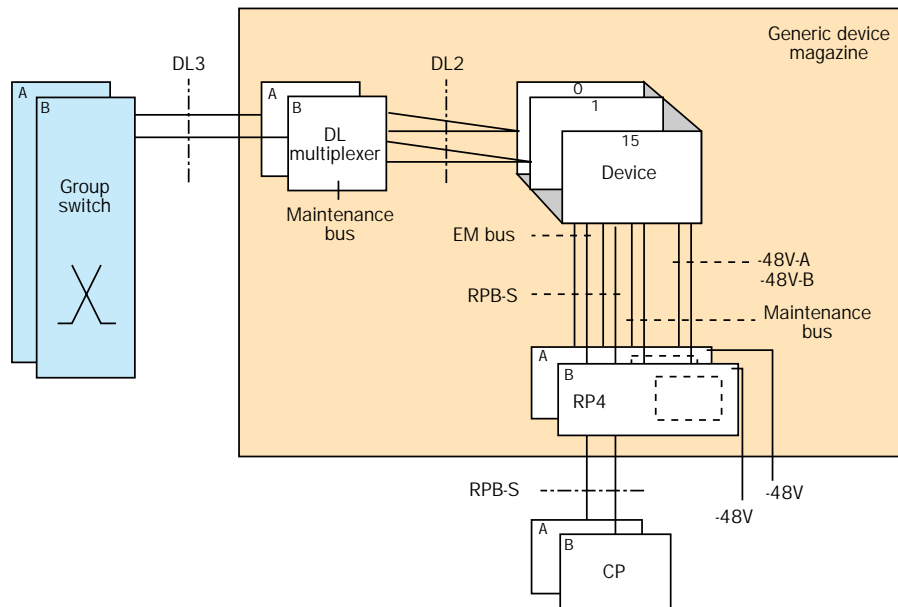 Generic device
magazine
DL3
DL2
A
B
Group
switch
A
B
DL
multiplexer
Maintenance
bus
0
1
15
Device
EM bus
-48V-A
-48V-B
RPB-S
Maintenance
bus
A
B
RP4
RPB-S
-48V
-48V
A
B
CP